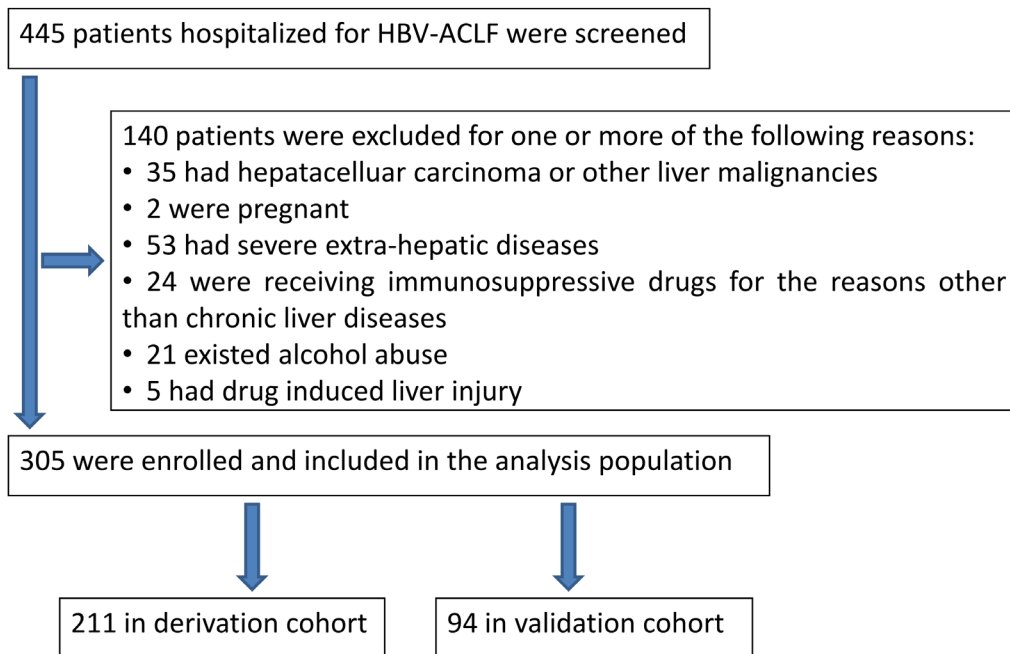 445 patients hospitalized for HBV-ACLF were screened
140 patients were excluded for one or more of the following reasons:
• 35 had hepatacelluar carcinoma or other liver malignancies
• 2 were pregnant
• 53 had severe extra-hepatic diseases
• 24 were receiving immunosuppressive drugs for the reasons other
than chronic liver diseases
• 21 existed alcohol abuse
• 5 had drug induced liver injury
305 were enrolled and included in the analysis population
211 in derivation cohort
94 in validation cohort